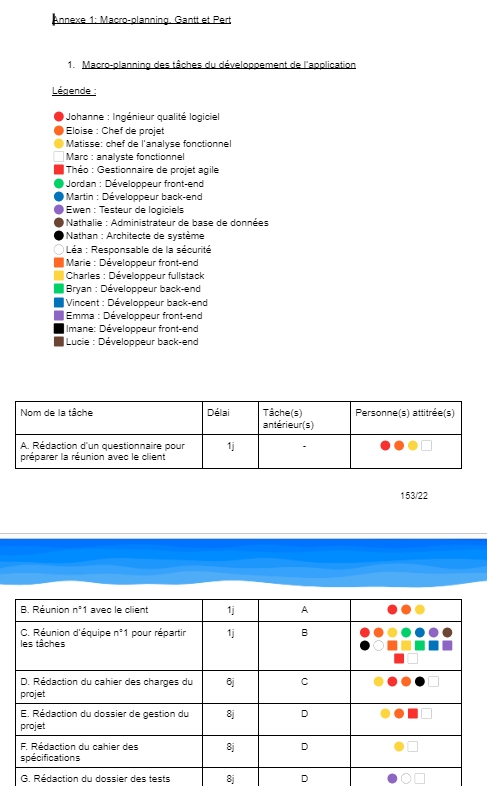 Annexe 1: Macro-planning, Gantt et Pert
1. Macro-planning des tâches du développement de l'application
Légende :
Johanne : Ingénieur qualité logiciel
Eloise : Chef de projet
Matisse: chef de l'analyse fonctionnel
Marc : analyste fonctionnel
Théo : Gestionnaire de projet agile
Jordan : Développeur front-end
Martin : Développeur back-end
Ewen : Testeur de logiciels
Nathalie : Administrateur de base de données
Nathan : Architecte de système
Léa : Responsable de la sécurité
Marie : Développeur front-end
Charles : Développeur fullstack
Bryan : Développeur back-end
Vincent : Développeur back-end
Emma : Développeur front-end
Imane: Développeur front-end
Lucie : Développeur back-end
Nom de la tâche Délai Tâche(s) Personne(s) attitrée(s)
antérieur(s)
A. Rédaction d'un questionnaire pour 1j -
préparer la réunion avec le client
153/22
B. Réunion n°1 avec le client 1j A
C. Réunion d'équipe n°1 pour répartir 1j B
les tâches
D. Rédaction du cahier des charges du 6j C
projet
E. Rédaction du dossier de gestion du 8j D
projet
F. Rédaction du cahier des 8j D
spécifications
G. Rédaction du dossier des tests 8j D